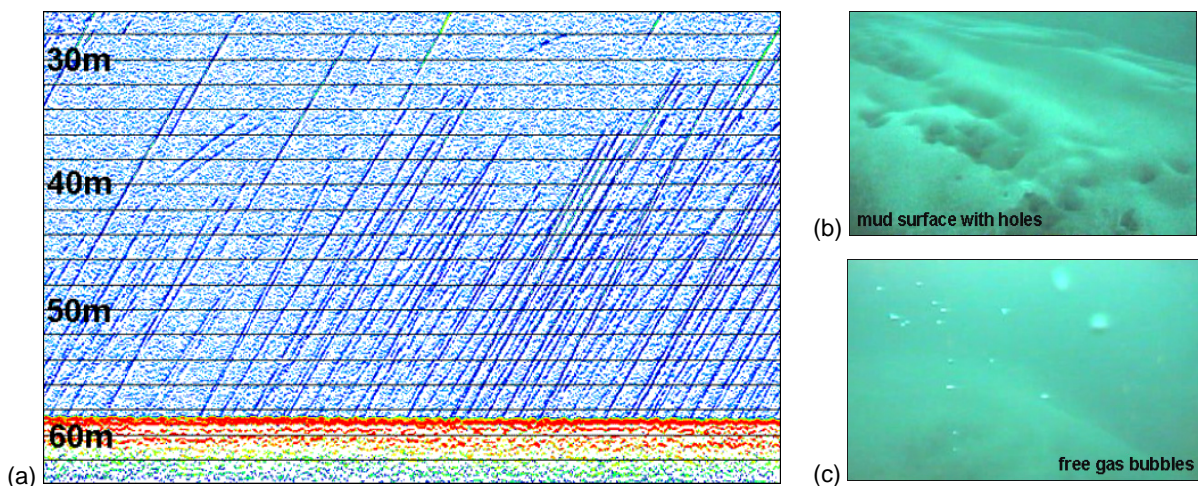 30m
40m
50m
60m
(a)
mud surface with holes
(b)
free gas bubbles
(c)